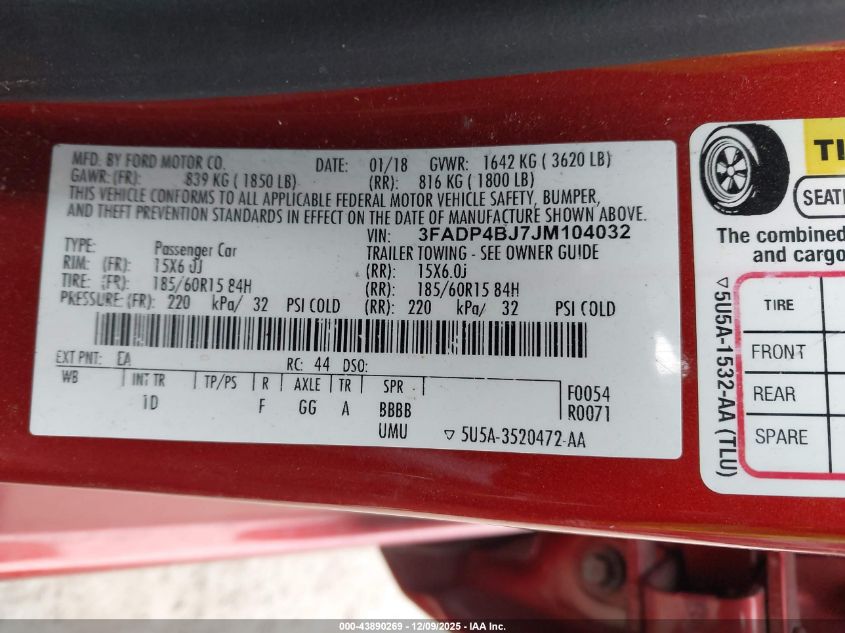 MFD. BY FORD MOTOR CO. DATE: 01/18 GVWR: 1642 KG ( 3620 LB)
GAWR: (FR): 839 KG ( 1850 LB) (RR): 816 KG ( 1800 LB)
THIS VEHICLE CONFORMS TO ALL APPLICABLE FEDERAL MOTOR VEHICLE SAFETY, BUMPER,
AND THEFT PREVENTION STANDARDS IN EFFECT ON THE DATE OF MANUFACTURE SHOWN ABOVE.
VIN: 3FADP4BJ7JM104032
TYPE: Passenger Car TRAILER TOWING - SEE OWNER GUIDE
RIM: (FR): 15X6 JJ (RR): 15X6.0J
TIRE: (FR): 185/60R15 84H (RR): 185/60R15 84H
PRESSURE: (FR): 220 kPa/ 32 PSI COLD (RR): 220 kPa/ 32 PSI COLD
EXT PNT: EA RC: 44 DSO:
WB INT TR TP/PS R AXLE TR SPR F0054
1D F GG A BBBB R0071
UMU ▽ 5U5A-3520472-AA
TI
SEATI
The combined
and cargo
TIRE
FRONT
REAR
SPARE
▽5U5A-1532-AA (TLU)
000-43890269 - 12/09/2025 - IAA Inc.